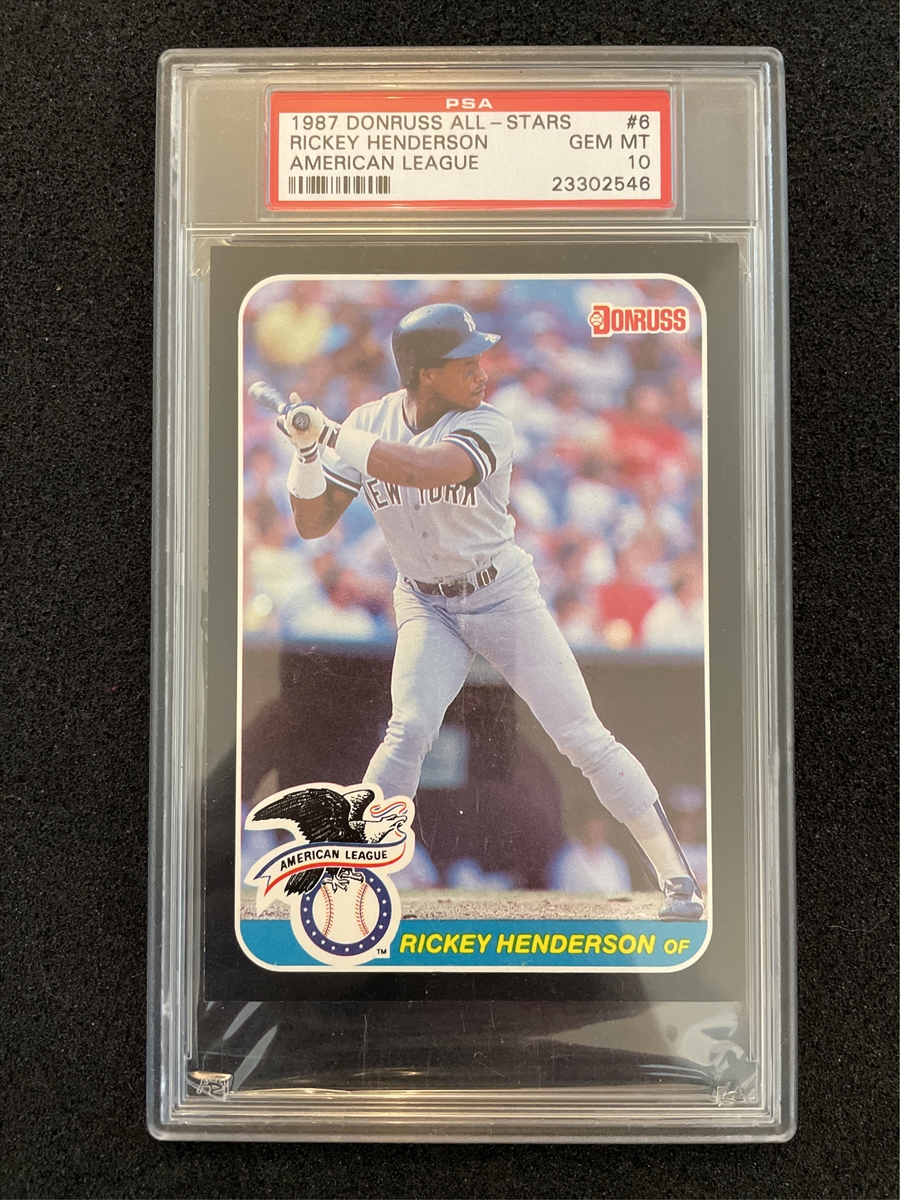 PSA
1987 DONRUSS ALL-STARS #6
RICKEY HENDERSON GEM MT
AMERICAN LEAGUE 10
23302546
DONRUSS
NEW YORK
AMERICAN LEAGUE
TM
RICKEY HENDERSON OF